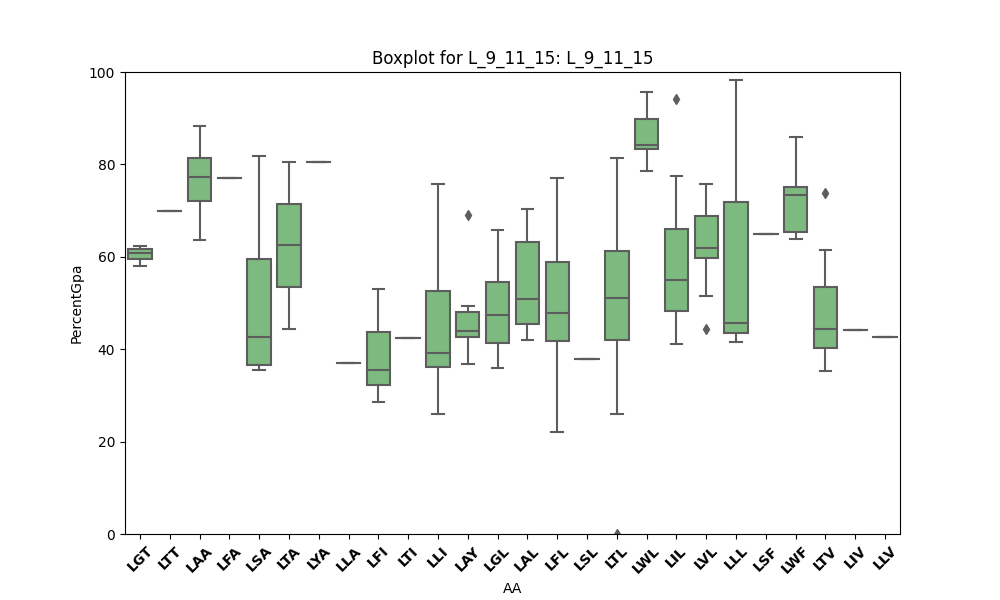 Boxplot for L_9_11_15: L_9_11_15
100
80
60
40
20
0
PercentGpa
LGT LTT LAA LFA LSA LTA LYA LLA LFI LTI LLI LAY LGL LAL LFL LSL LTL LWL LIL LVL LLL LSF LWF LTV LIV LLV
AA